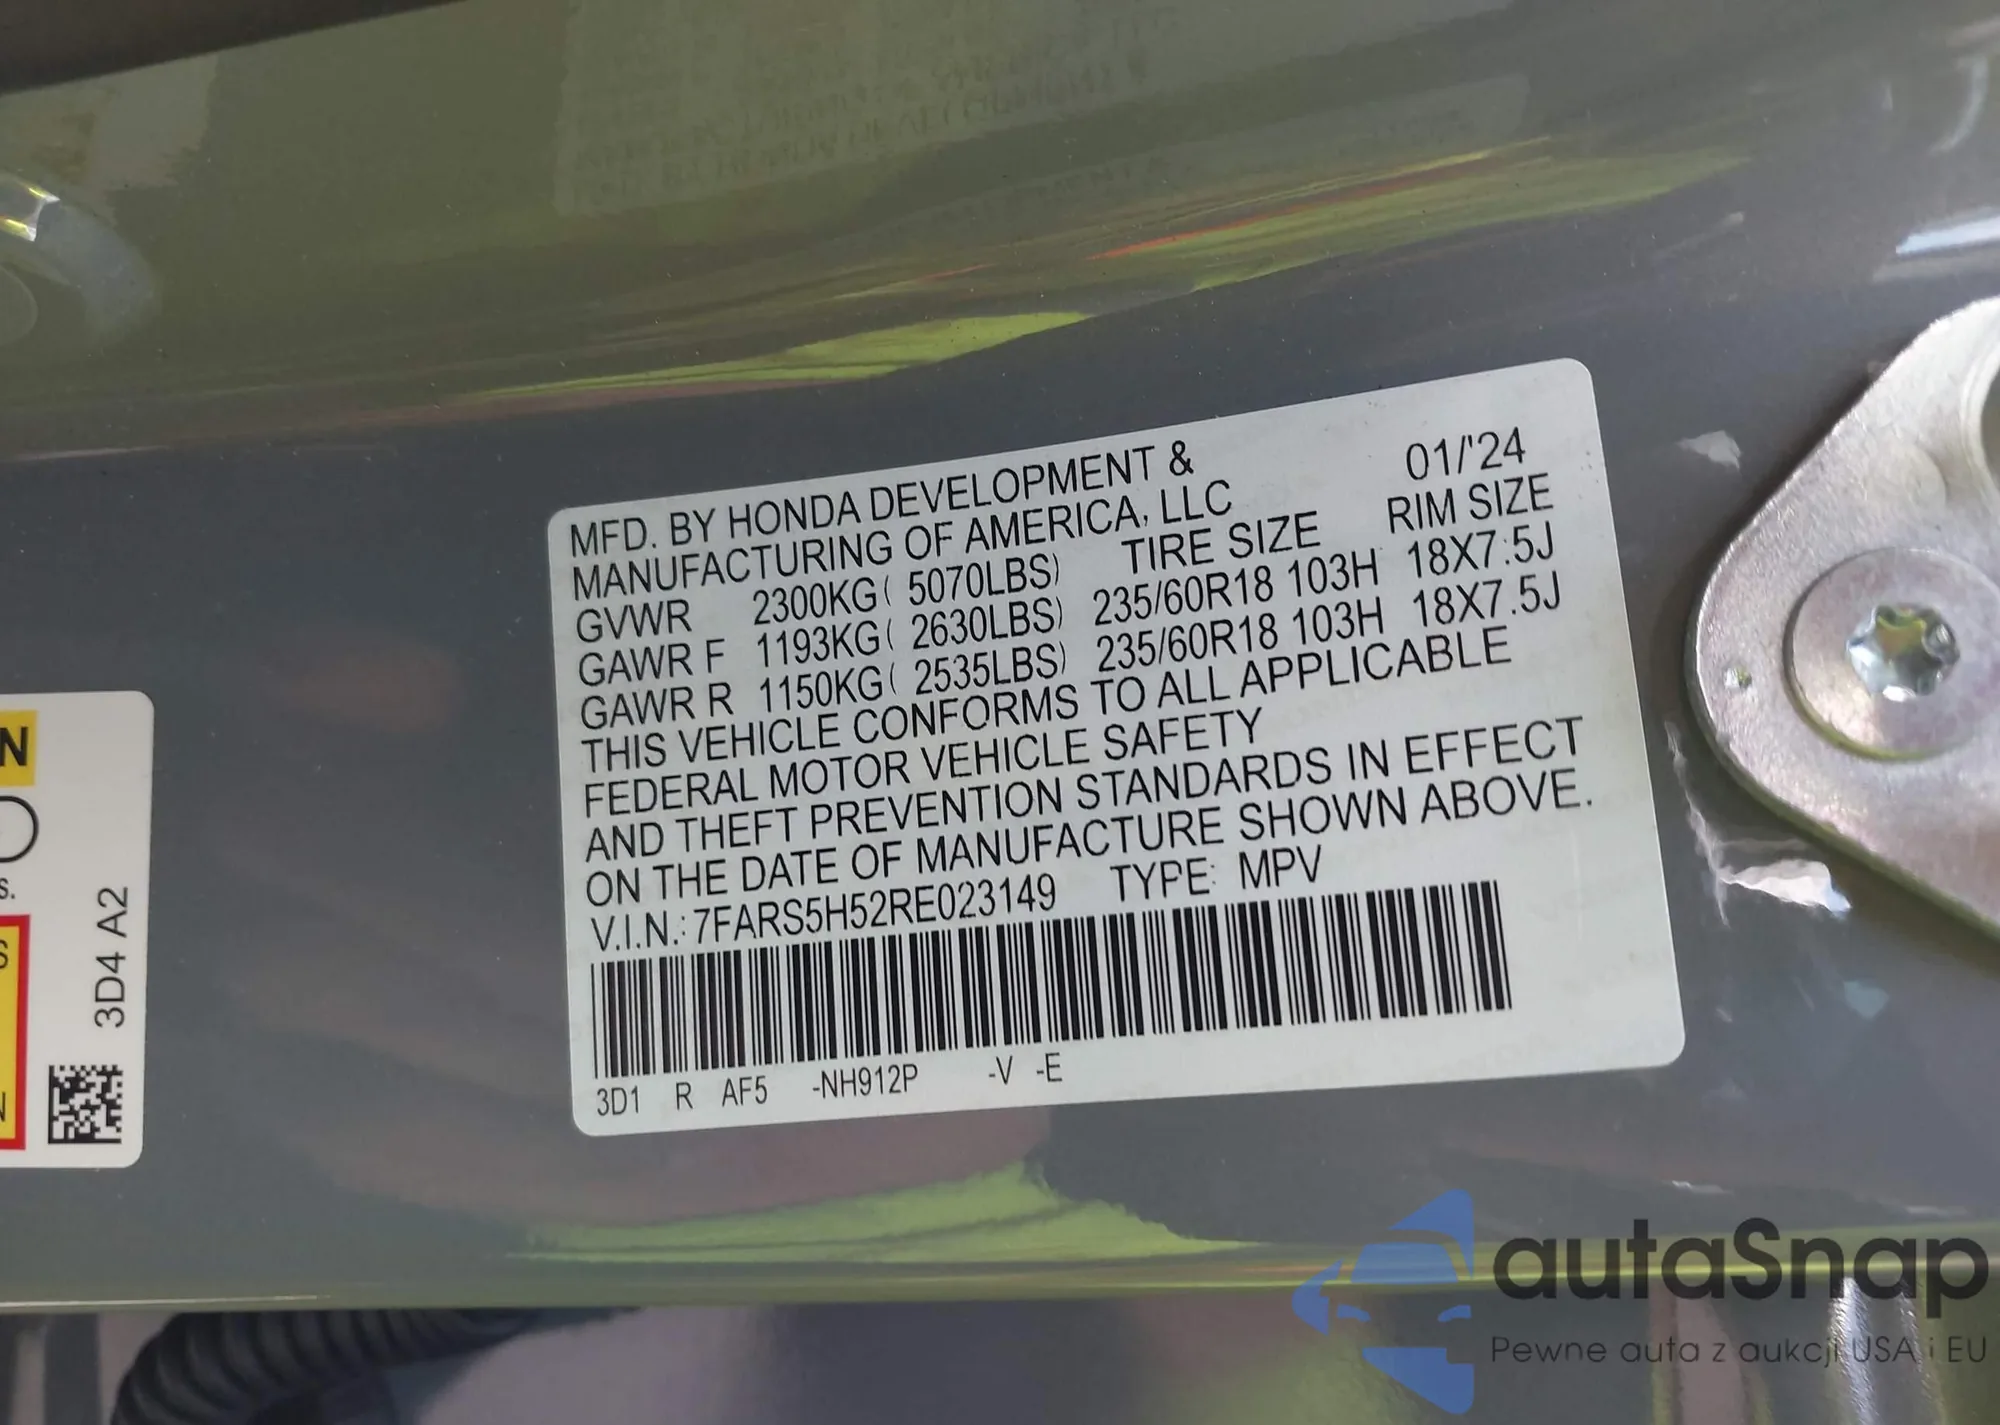 MFD. BY HONDA DEVELOPMENT & 01/'24
MANUFACTURING OF AMERICA, LLC RIM SIZE
GVWR 2300KG( 5070LBS) TIRE SIZE
GAWR F 1193KG( 2630LBS) 235/60R18 103H 18X7.5J
GAWR R 1150KG( 2535LBS) 235/60R18 103H 18X7.5J
THIS VEHICLE CONFORMS TO ALL APPLICABLE
FEDERAL MOTOR VEHICLE SAFETY
AND THEFT PREVENTION STANDARDS IN EFFECT
ON THE DATE OF MANUFACTURE SHOWN ABOVE.
V.I.N.: 7FARS5H52RE023149 TYPE: MPV
3D1 R AF5 -NH912P -V -E
3D4 A2
autaSnap
Pewne auta z aukcji USA i EU